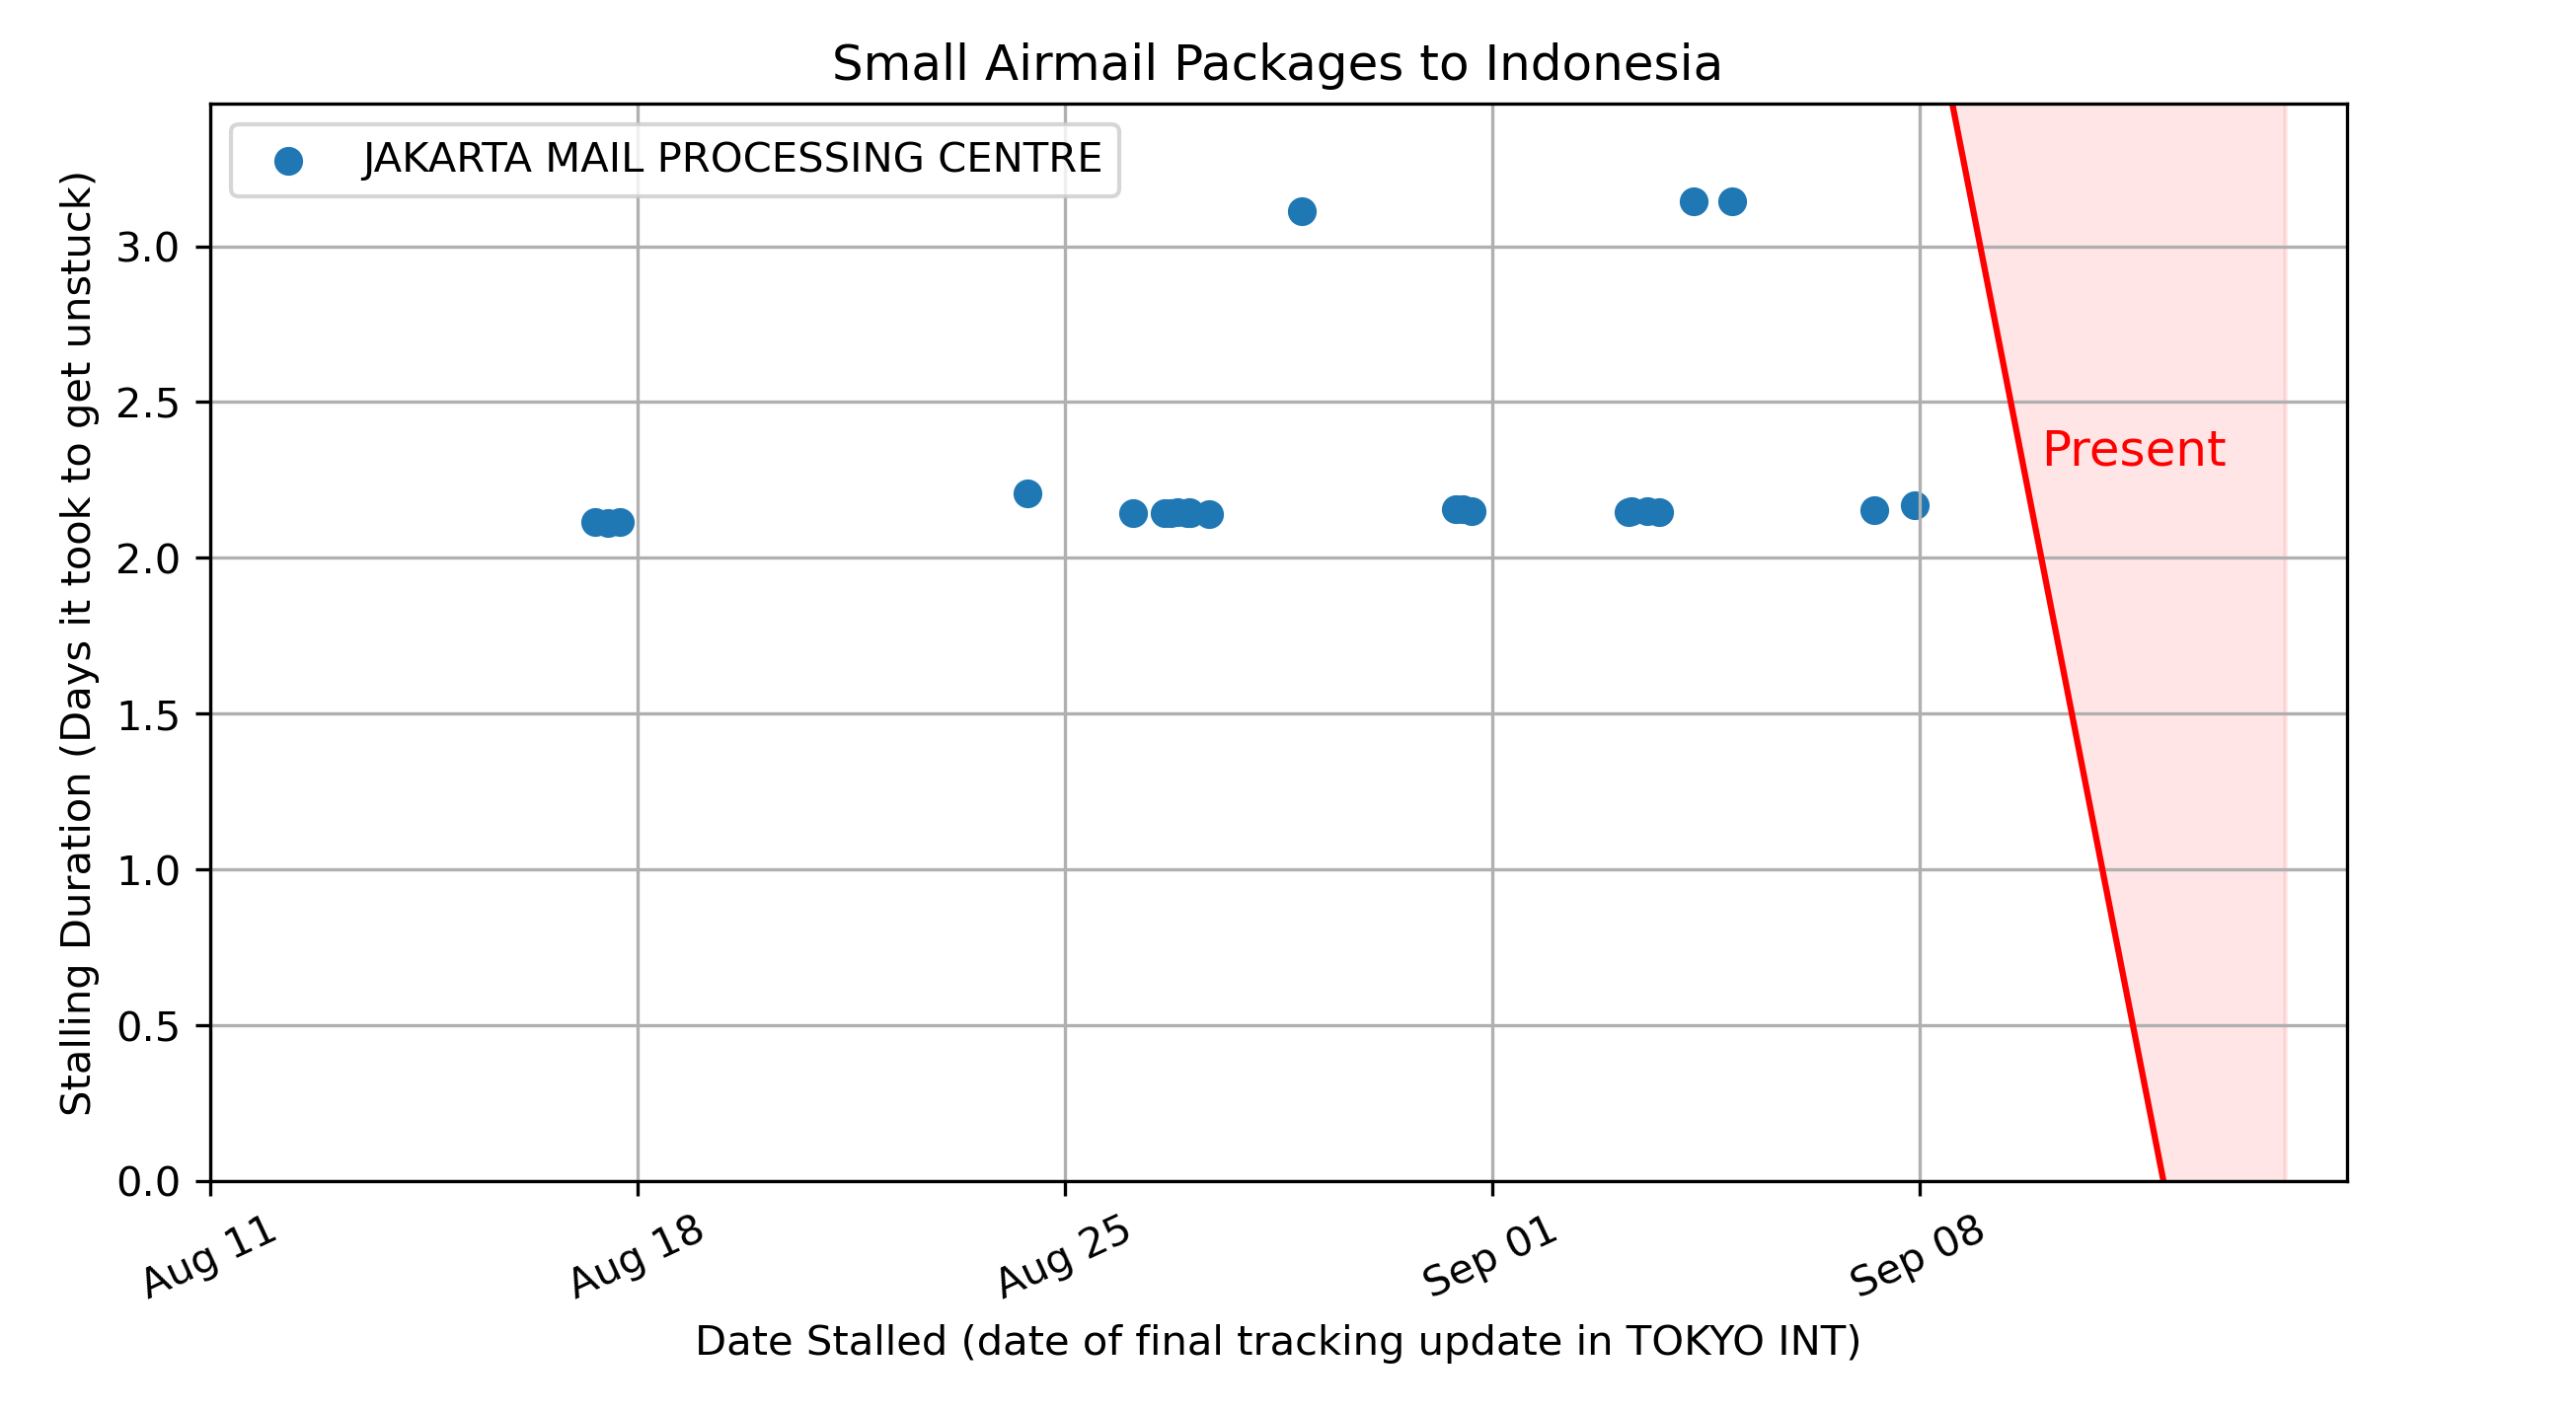 Small Airmail Packages to Indonesia
JAKARTA MAIL PROCESSING CENTRE
Stalling Duration (Days it took to get unstuck)
3.0
2.5
2.0
1.5
1.0
0.5
0.0
Present
Aug 11
Aug 18
Aug 25
Sep 01
Sep 08
Date Stalled (date of final tracking update in TOKYO INT)